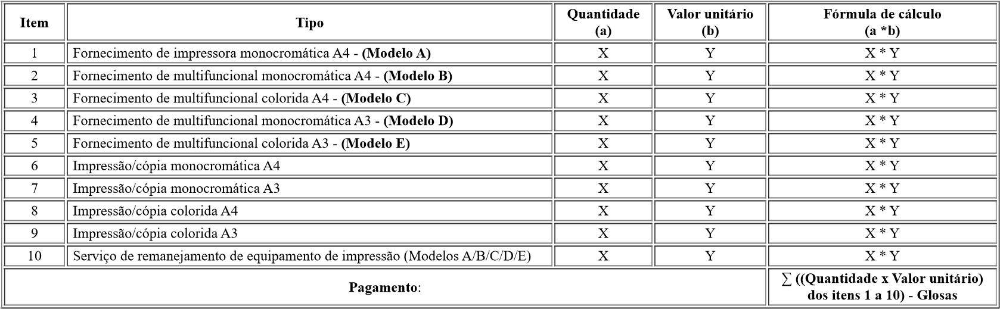 Item Tipo Quantidade (a) Valor unitário (b) Fórmula de cálculo (a *b)
1 Fornecimento de impressora monocromática A4 - (Modelo A) X Y X * Y
2 Fornecimento de multifuncional monocromática A4 - (Modelo B) X Y X * Y
3 Fornecimento de multifuncional colorida A4 - (Modelo C) X Y X * Y
4 Fornecimento de multifuncional monocromática A3 - (Modelo D) X Y X * Y
5 Fornecimento de multifuncional colorida A3 - (Modelo E) X Y X * Y
6 Impressão/cópia monocromática A4 X Y X * Y
7 Impressão/cópia monocromática A3 X Y X * Y
8 Impressão/cópia colorida A4 X Y X * Y
9 Impressão/cópia colorida A3 X Y X * Y
10 Serviço de remanejamento de equipamento de impressão (Modelos A/B/C/D/E) X Y X * Y
Pagamento: ∑ ((Quantidade x Valor unitário)
dos itens 1 a 10) - Glosas